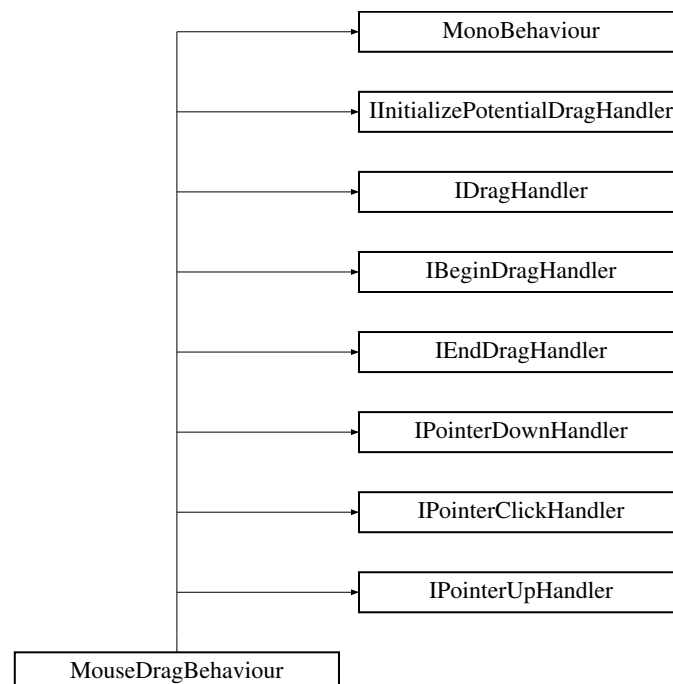 MonoBehaviour
IInitializePotentialDragHandler
IDragHandler
IBeginDragHandler
IEndDragHandler
IPointerDownHandler
IPointerClickHandler
IPointerUpHandler
MouseDragBehaviour